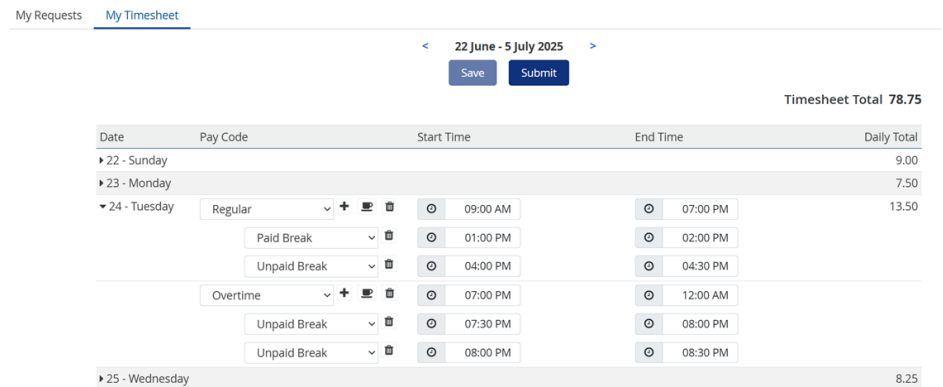 My Requests My Timesheet
< 22 June - 5 July 2025 >
Save Submit
Timesheet Total 78.75
Date Pay Code Start Time End Time Daily Total
22 - Sunday 9.00
23 - Monday 7.50
24 - Tuesday Regular 09:00 AM 07:00 PM 13.50
Paid Break 01:00 PM 02:00 PM
Unpaid Break 04:00 PM 04:30 PM
Overtime 07:00 PM 12:00 AM
Unpaid Break 07:30 PM 08:00 PM
Unpaid Break 08:00 PM 08:30 PM
25 - Wednesday 8.25